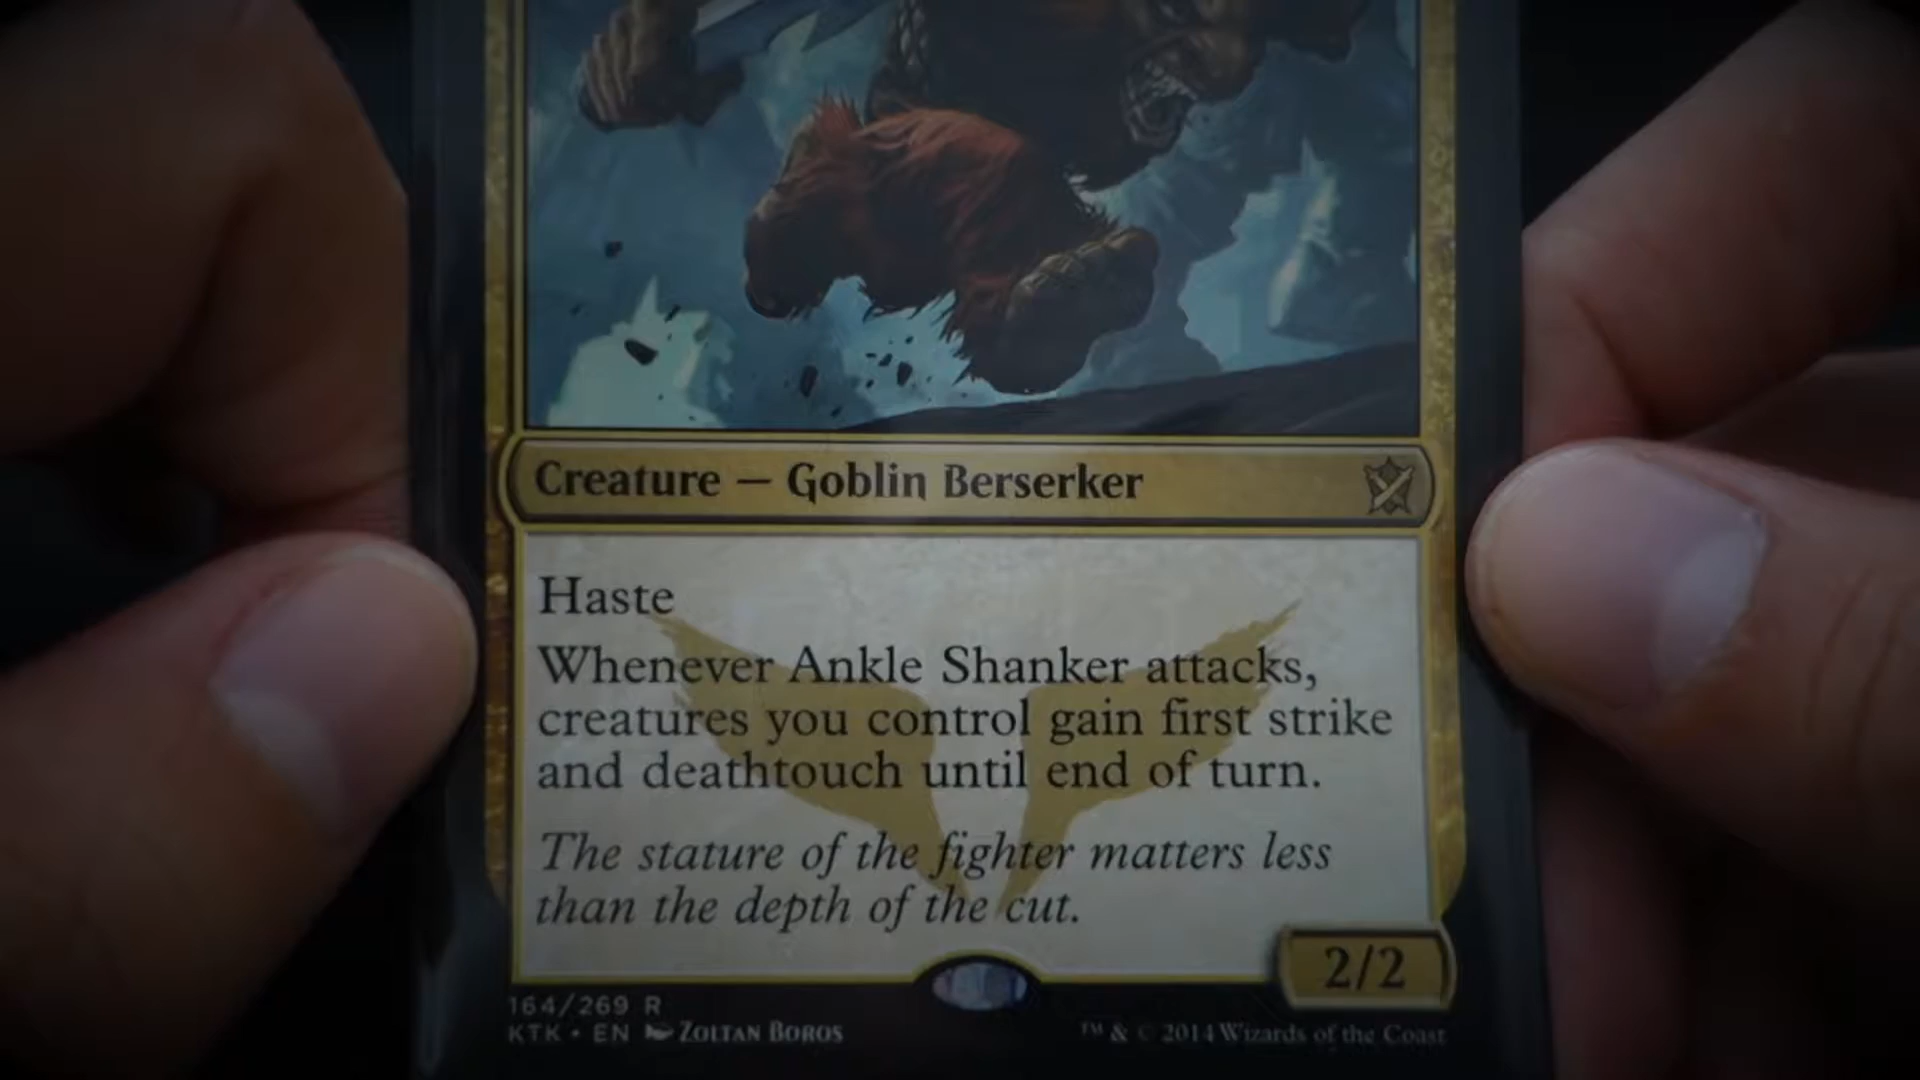 Creature — Goblin Berserker
Haste
Whenever Ankle Shanker attacks,
creatures you control gain first strike
and deathtouch until end of turn.
The stature of the fighter matters less
than the depth of the cut.
2/2
164/269 R
KTK • EN Zoltan Boros
™ & © 2014 Wizards of the Coast